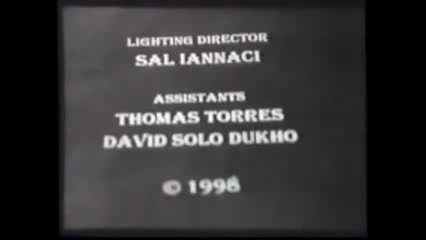 LIGHTING DIRECTOR
SAL IANNACI
ASSISTANTS
THOMAS TORRES
DAVID SOLO DUKHO
© 1998